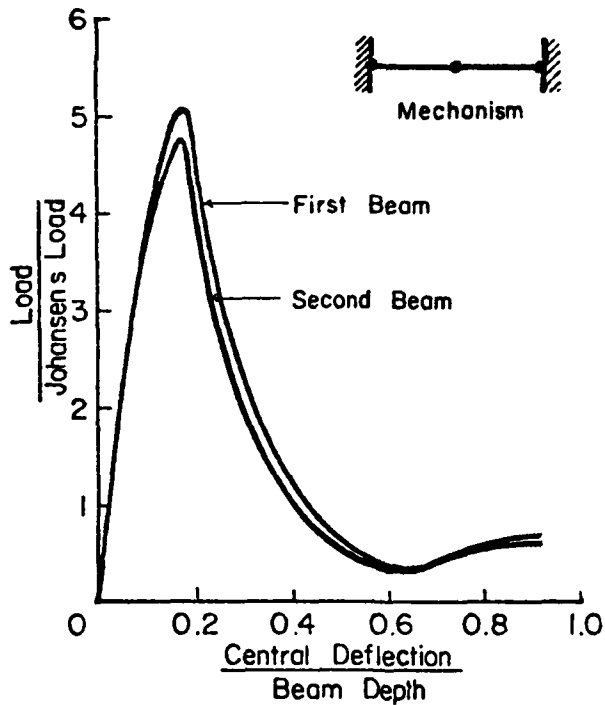 6
5
4
3
2
1
0
0.2
0.4
0.6
0.8
1.0
Load
Johansen's Load
Mechanism
First Beam
Second Beam
Central Deflection
Beam Depth